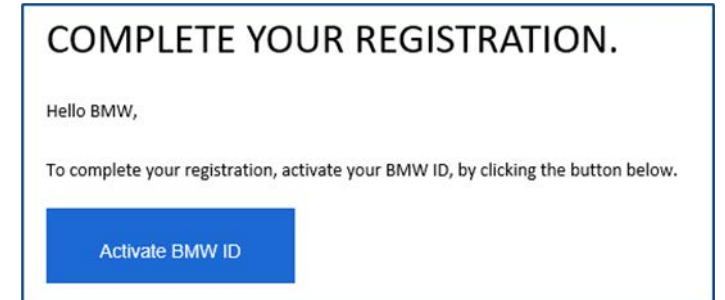 COMPLETE YOUR REGISTRATION.
Hello BMW,
To complete your registration, activate your BMW ID, by clicking the button below.
Activate BMW ID